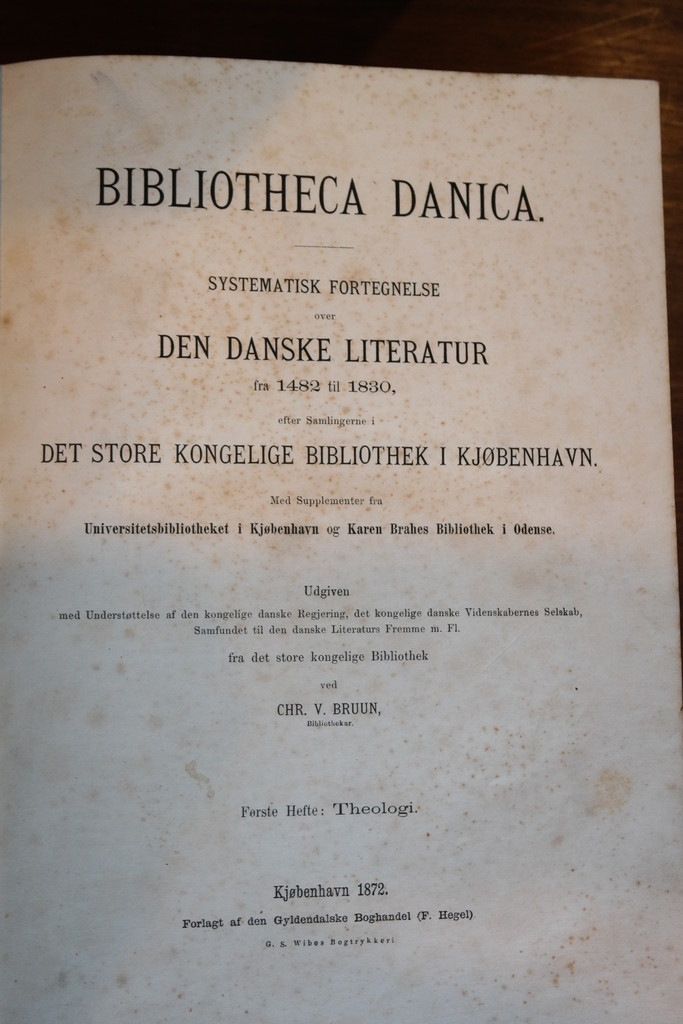 BIBLIOTHECA DANICA.
SYSTEMATISK FORTEGNELSE
over
DEN DANSKE LITERATUR
fra 1482 til 1830,
efter Samlingerne i
DET STORE KONGELIGE BIBLIOTHEK I KJØBENHAVN.
Med Supplementer fra
Universitetsbibliotheket i Kjøbenhavn og Karen Brahes Bibliothek i Odense.
Udgiven
med Understøttelse af den kongelige danske Regjering, det kongelige danske Videnskabernes Selskab,
Samfundet til den danske Literaturs Fremme m. Fl.
fra det store kongelige Bibliothek
ved
CHR. V. BRUUN,
Bibliothekar.
Første Hefte: Theologi.
Kjøbenhavn 1872.
Forlagt af den Gyldendalske Boghandel (F. Hegel)
G. S. Wibes Bogtrykkeri